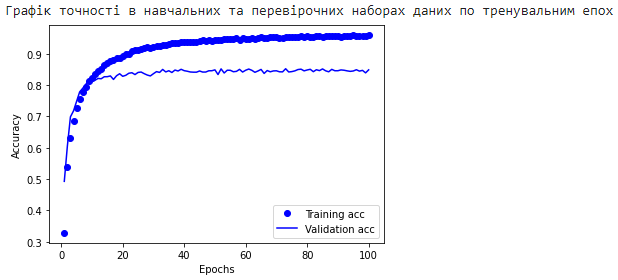 Графік точності в навчальних та перевірочних наборах даних по тренувальним епох
0.9
0.8
0.7
0.6
0.5
0.4
0.3
Accuracy
Training acc
Validation acc
0 20 40 60 80 100
Epochs